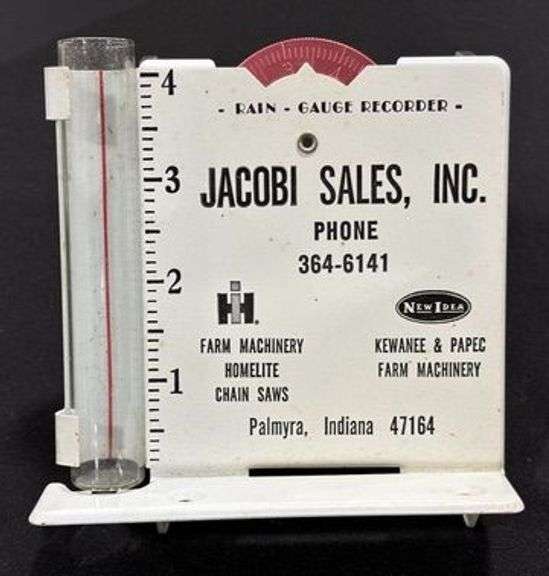 - RAIN - GAUGE RECORDER -
4
3
2
1
JACOBI SALES, INC.
PHONE
364-6141
IH.
FARM MACHINERY
HOMELITE
CHAIN SAWS
NEW IDEA
KEWANEE & PAPEC
FARM MACHINERY
Palmyra, Indiana 47164